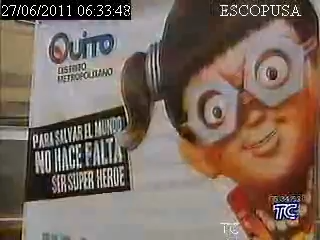 27/06/2011 06:33:48
ESCOPUSA
Quito
DISTRITO
METROPOLITANO
PARA SALVAR EL MUNDO
NO HACE FALTA
SER SUPER HEROE
TC
TC